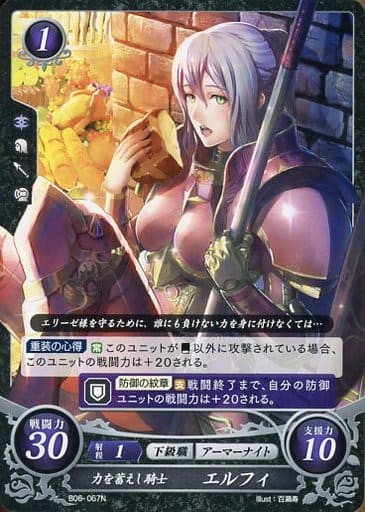 1
エリーゼ様を守るために、誰にも負けない力を身に付けなくては…
重装の心得 常 このユニットが■以外に攻撃されている場合、
このユニットの戦闘力は+20される。
防御の紋章 支 戦闘終了まで、自分の防御
ユニットの戦闘力は+20される。
戦闘力
30
射程 1 下級職 アーマーナイト
支援力
10
力を蓄えし騎士 エルフィ
B06-067N
Illust:百瀬寿